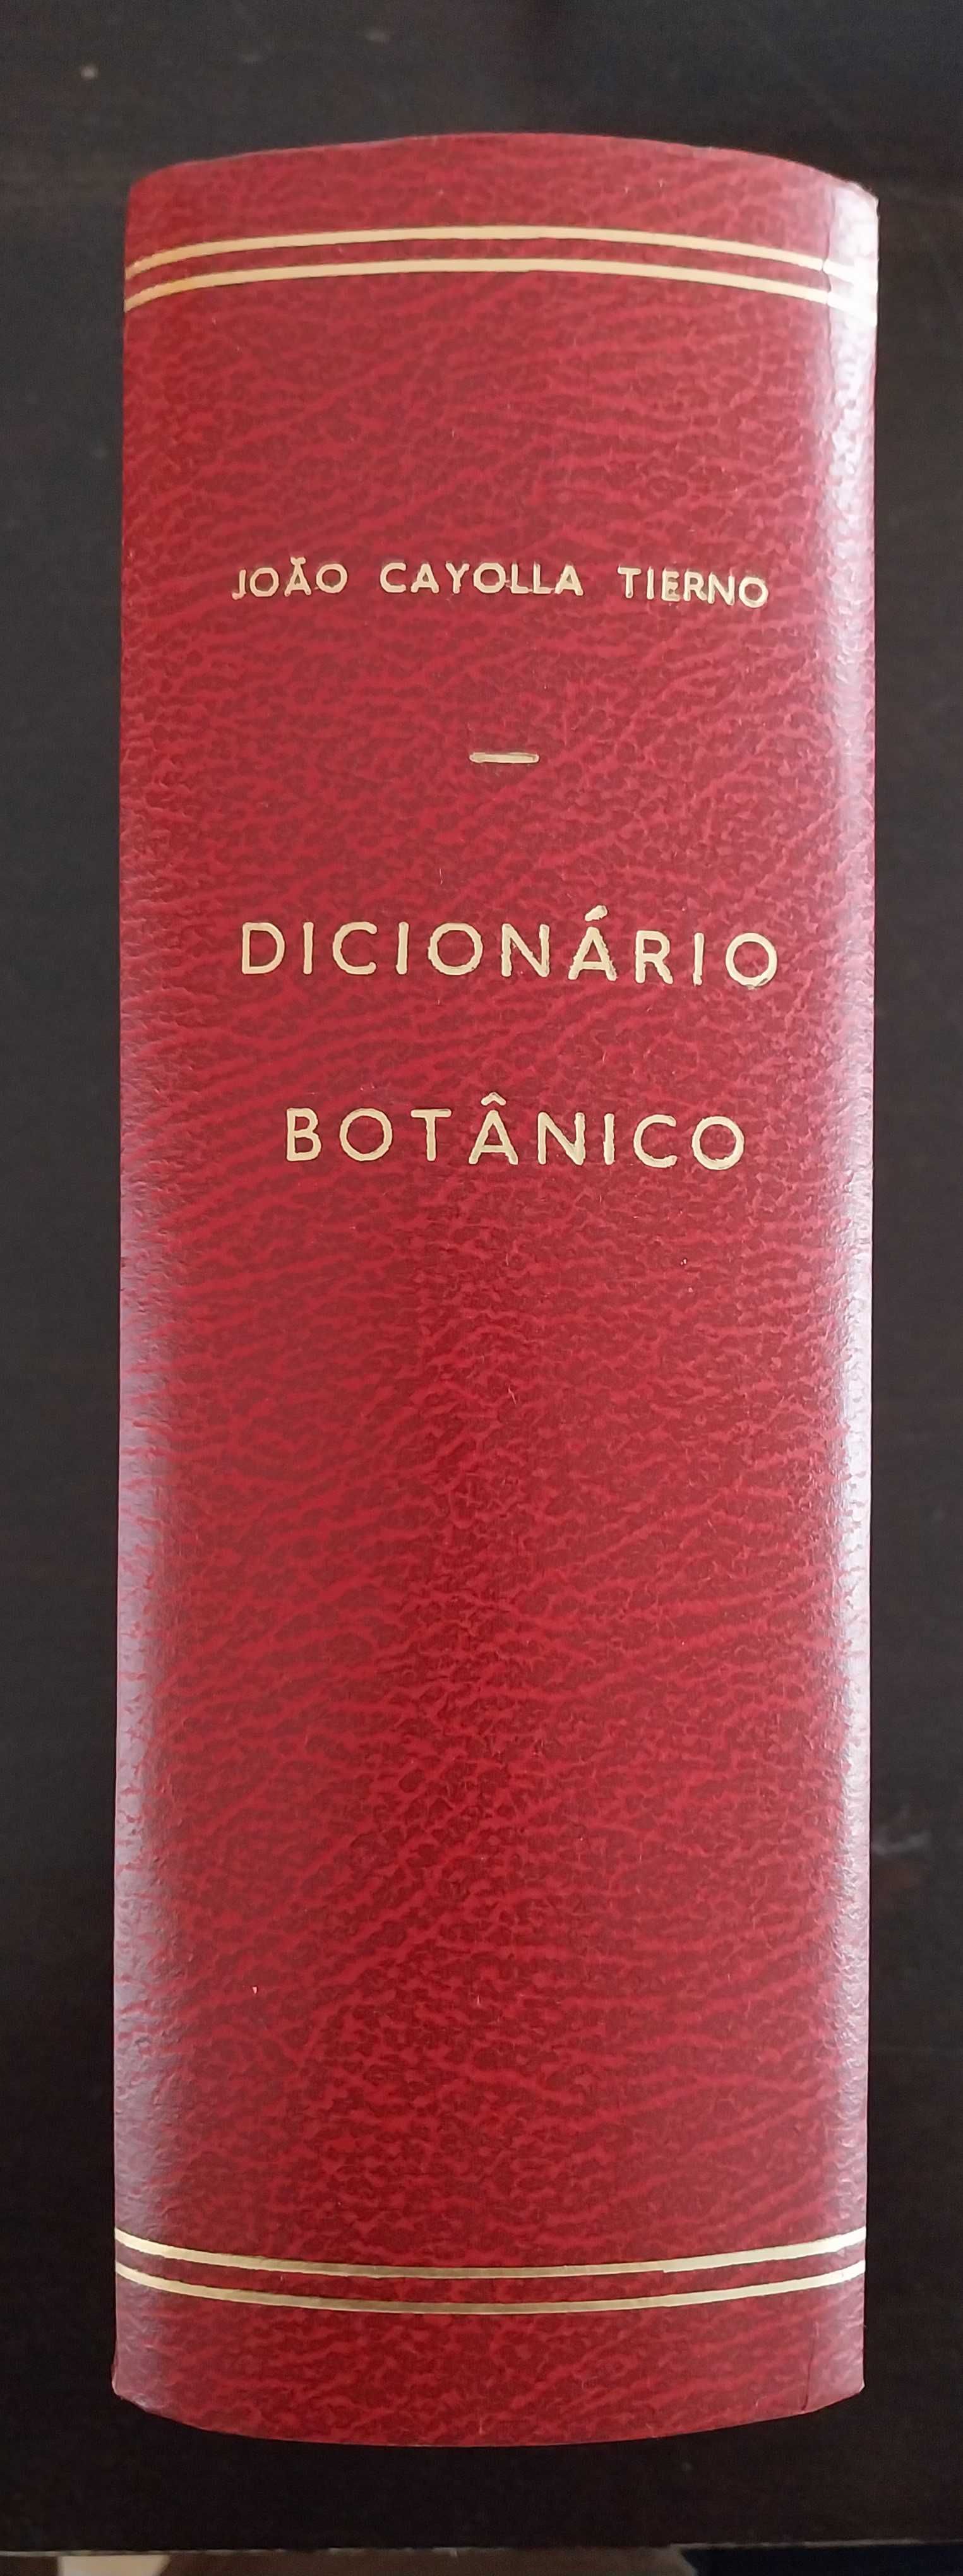 JOÃO CAYOLLA TIERNO
—
DICIONÁRIO
BOTÂNICO